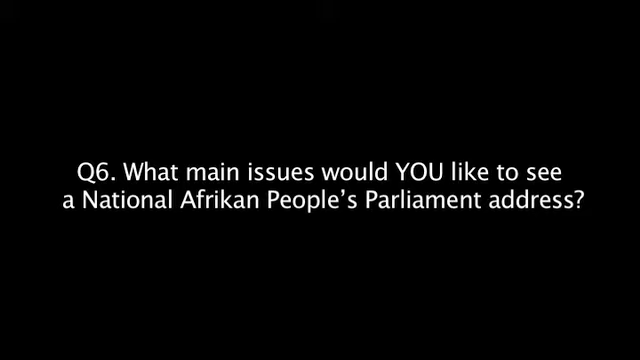 Q6. What main issues would YOU like to see
a National Afrikan People's Parliament address?